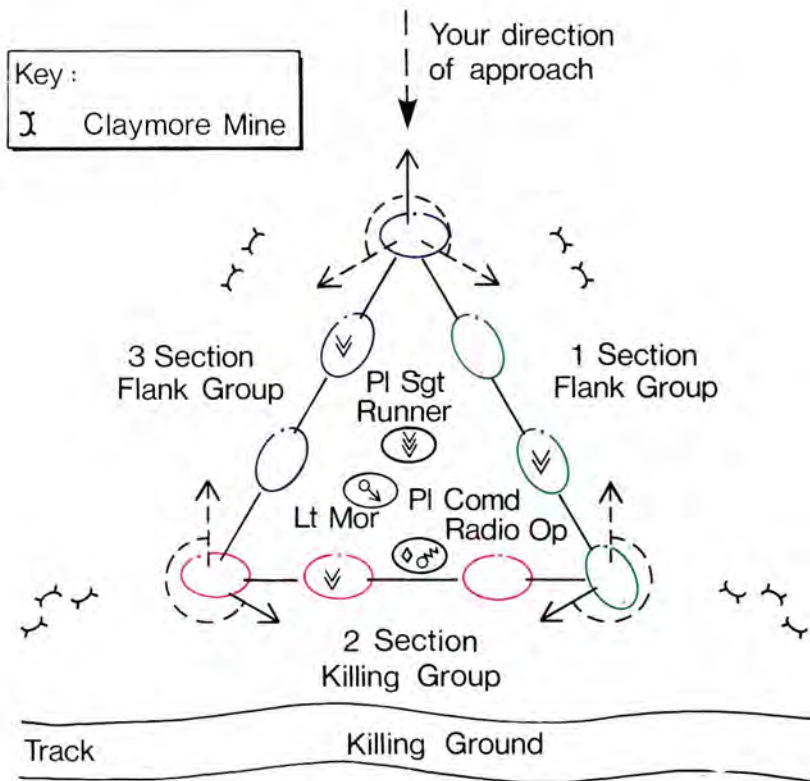 Your direction
of approach
Key:
Claymore Mine
3 Section
Flank Group
1 Section
Flank Group
Pl Sgt
Runner
Lt Mor
Pl Comd
Radio Op
2 Section
Killing Group
Track
Killing Ground